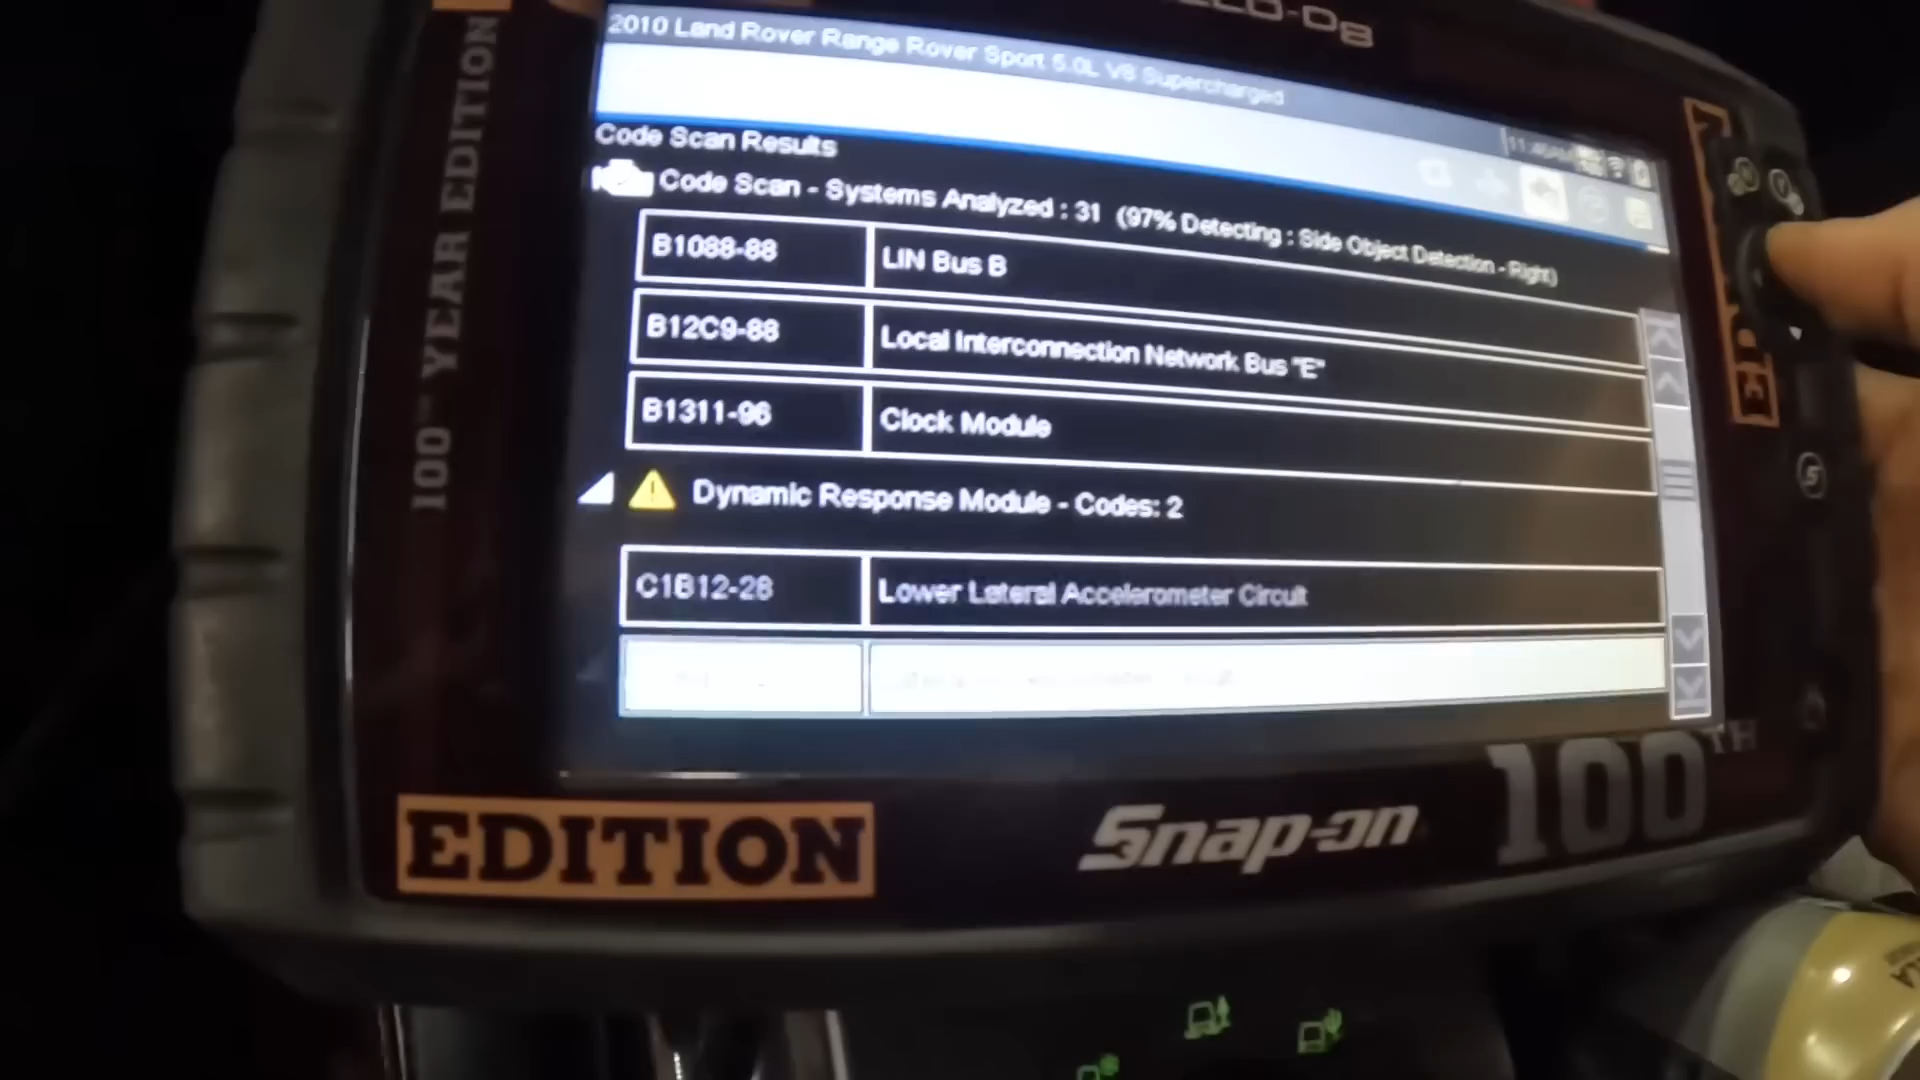 2010 Land Rover Range Rover Sport 5.0L V8 Supercharged
Code Scan Results
Code Scan - Systems Analyzed : 31 (97% Detecting : Side Object Detection - Right)
B1088-88 LIN Bus B
B12C9-88 Local Interconnection Network Bus "E"
B1311-96 Clock Module
Dynamic Response Module - Codes: 2
C1B12-28 Lower Lateral Accelerometer Circuit
100 YEAR EDITION
EDITION
Snap-on
100TH